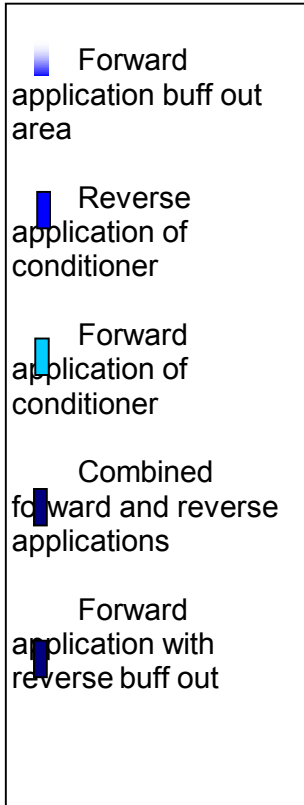 Forward
application buff out
area
Reverse
application of
conditioner
Forward
application of
conditioner
Combined
forward and reverse
applications
Forward
application with
reverse buff out